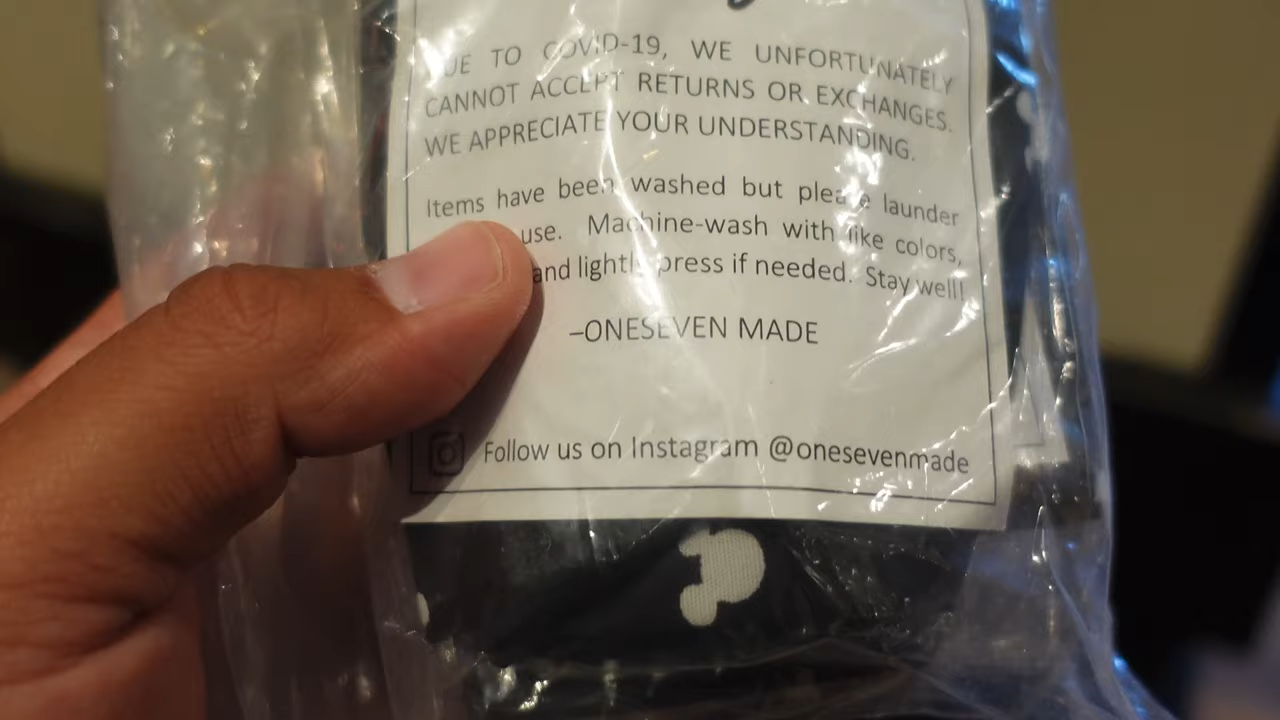 DUE TO COVID-19, WE UNFORTUNATELY
CANNOT ACCEPT RETURNS OR EXCHANGES.
WE APPRECIATE YOUR UNDERSTANDING.
Items have been washed but please launder
use. Machine-wash with like colors,
and lightly press if needed. Stay well!
–ONESEVEN MADE
Follow us on Instagram @onesevenmade